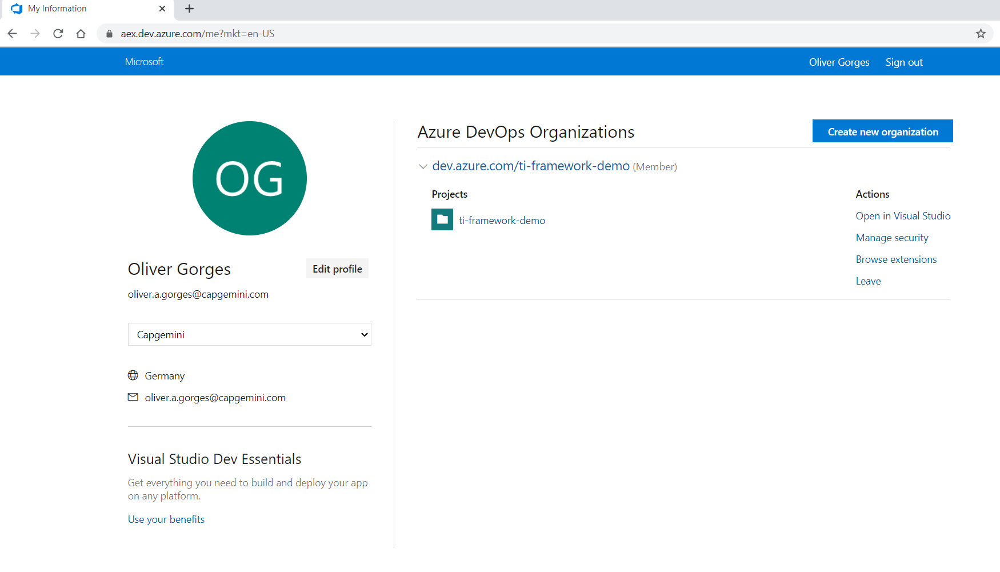 My Information
aex.dev.azure.com/me?mkt=en-US
Microsoft
Oliver Gorges Sign out
OG
Oliver Gorges Edit profile
oliver.a.gorges@capgemini.com
Capgemini
Germany
oliver.a.gorges@capgemini.com
Visual Studio Dev Essentials
Get everything you need to build and deploy your app
on any platform.
Use your benefits
Azure DevOps Organizations Create new organization
dev.azure.com/ti-framework-demo (Member)
Projects
ti-framework-demo
Actions
Open in Visual Studio
Manage security
Browse extensions
Leave